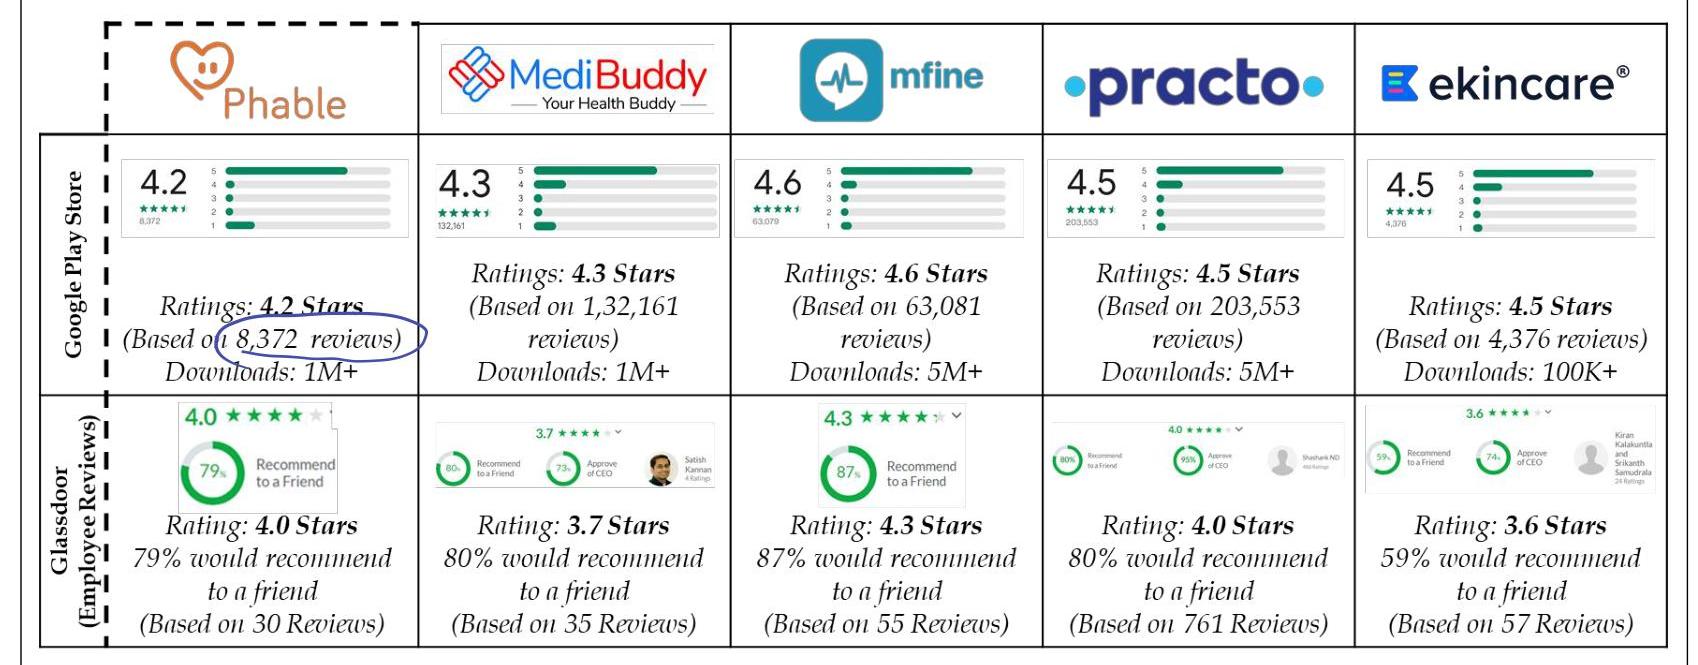 Phable
MediBuddy
Your Health Buddy
mfine
practo
ekincare®
Google Play Store
4.2
8,372
5
4
3
2
1
Ratings: 4.2 Stars
(Based on 8,372 reviews)
Downloads: 1M+
4.3
132,161
5
4
3
2
1
Ratings: 4.3 Stars
(Based on 1,32,161
reviews)
Downloads: 1M+
4.6
63,079
5
4
3
2
1
Ratings: 4.6 Stars
(Based on 63,081
reviews)
Downloads: 5M+
4.5
203,553
5
4
3
2
1
Ratings: 4.5 Stars
(Based on 203,553
reviews)
Downloads: 5M+
4.5
4,376
5
4
3
2
1
Ratings: 4.5 Stars
(Based on 4,376 reviews)
Downloads: 100K+
Glassdoor
(Employee Reviews)
4.0
79%
Recommend
to a Friend
Rating: 4.0 Stars
79% would recommend
to a friend
(Based on 30 Reviews)
3.7
80%
Recommend
to a Friend
73%
Approve
of CEO
Satish
Kannan
4 Ratings
Rating: 3.7 Stars
80% would recommend
to a friend
(Based on 35 Reviews)
4.3
87%
Recommend
to a Friend
Rating: 4.3 Stars
87% would recommend
to a friend
(Based on 55 Reviews)
4.0
80%
Recommend
to a Friend
95%
Approve
of CEO
Shashank ND
Ratings
Rating: 4.0 Stars
80% would recommend
to a friend
(Based on 761 Reviews)
3.6
59%
Recommend
to a Friend
74%
Approve
of CEO
Kiran
Kalakuntla
and
Srikanth
Samudrala
24 Ratings
Rating: 3.6 Stars
59% would recommend
to a friend
(Based on 57 Reviews)